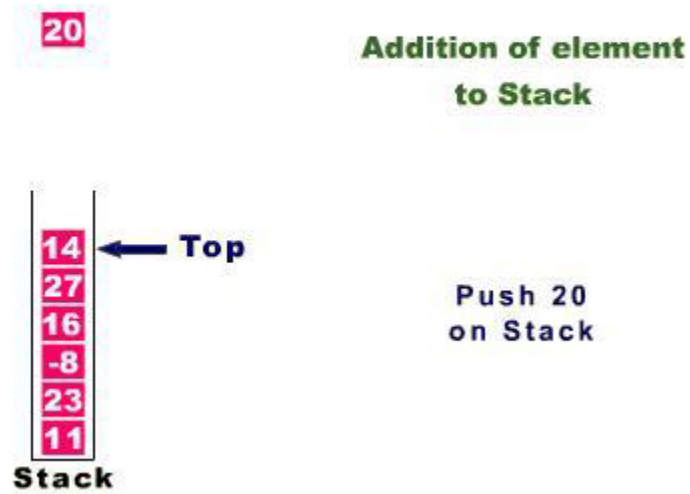 20
Addition of element
to Stack
14
Top
27
16
-8
23
11
Push 20
on Stack
Stack